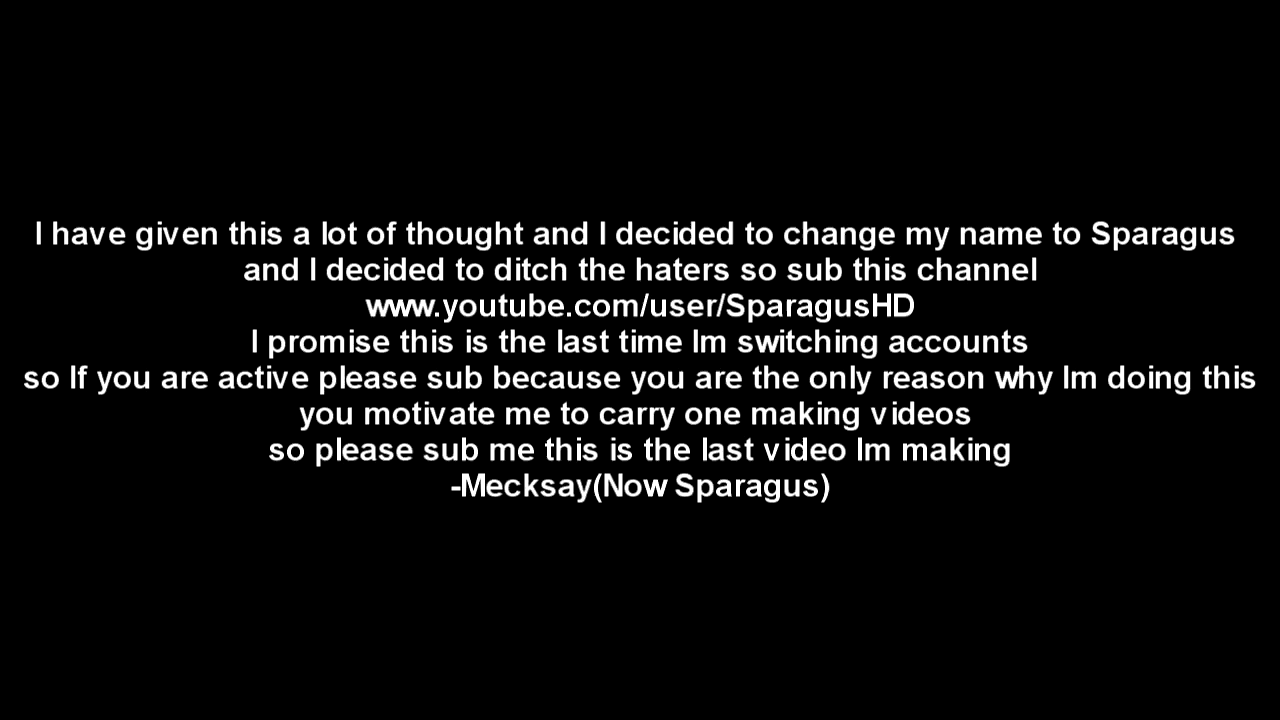 I have given this a lot of thought and I decided to change my name to Sparagus
and I decided to ditch the haters so sub this channel
www.youtube.com/user/SparagusHD
I promise this is the last time Im switching accounts
so If you are active please sub because you are the only reason why Im doing this
you motivate me to carry one making videos
so please sub me this is the last video Im making
-Mecksay(Now Sparagus)